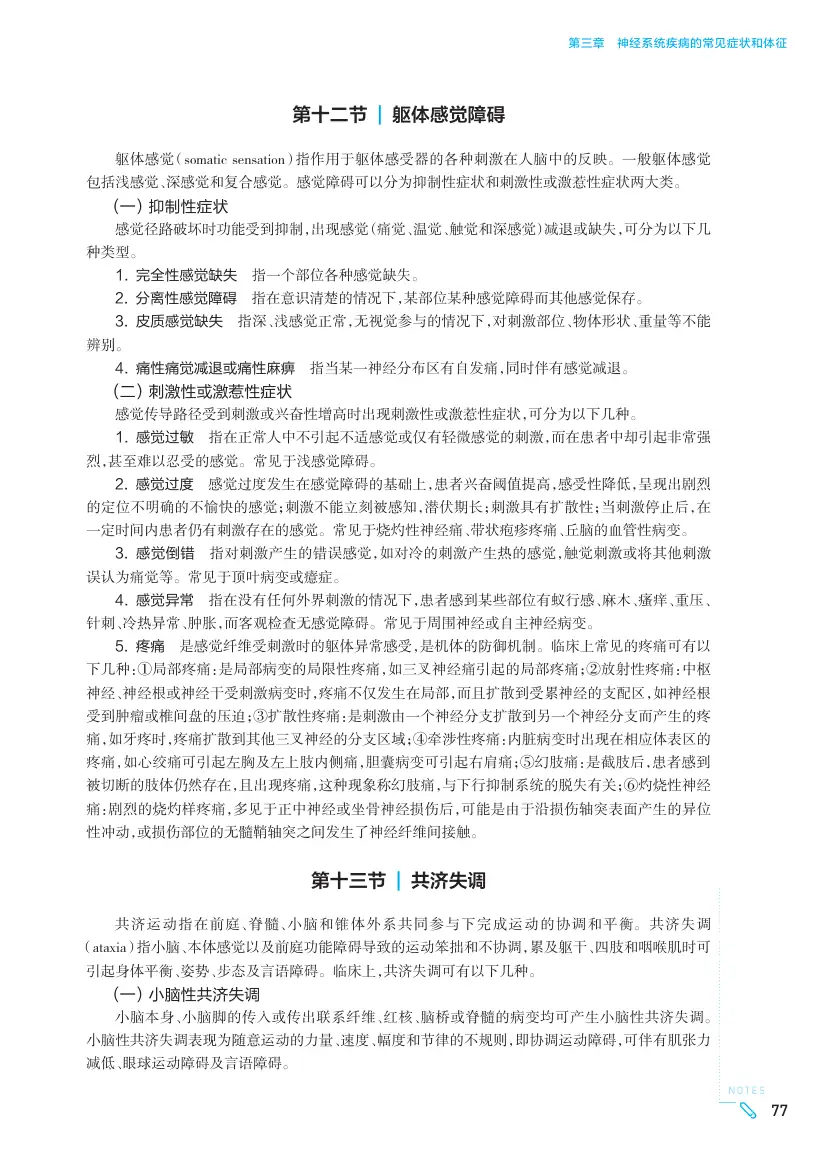 第三章 神经系统疾病的常见症状和体征
第十二节 | 躯体感觉障碍
躯体感觉(somatic sensation)指作用于躯体感受器的各种刺激在人脑中的反映。一般躯体感觉
包括浅感觉、深感觉和复合感觉。感觉障碍可以分为抑制性症状和刺激性或激惹性症状两大类。
(一) 抑制性症状
感觉径路破坏时功能受到抑制,出现感觉(痛觉、温觉、触觉和深感觉)减退或缺失,可分为以下几
种类型。
1. 完全性感觉缺失 指一个部位各种感觉缺失。
2. 分离性感觉障碍 指在意识清楚的情况下,某部位某种感觉障碍而其他感觉保存。
3. 皮质感觉缺失 指深、浅感觉正常,无视觉参与的情况下,对刺激部位、物体形状、重量等不能
辨别。
4. 痛性痛觉减退或痛性麻痹 指当某一神经分布区有自发痛,同时伴有感觉减退。
(二) 刺激性或激惹性症状
感觉传导路径受到刺激或兴奋性增高时出现刺激性或激惹性症状,可分为以下几种。
1. 感觉过敏 指在正常人中不引起不适感觉或仅有轻微感觉的刺激,而在患者中却引起非常强
烈,甚至难以忍受的感觉。常见于浅感觉障碍。
2. 感觉过度 感觉过度发生在感觉障碍的基础上,患者兴奋阈值提高,感受性降低,呈现出剧烈
的定位不明确的不愉快的感觉;刺激不能立刻被感知,潜伏期长;刺激具有扩散性;当刺激停止后,在
一定时间内患者仍有刺激存在的感觉。常见于烧灼性神经痛、带状疱疹疼痛、丘脑的血管性病变。
3. 感觉倒错 指对刺激产生的错误感觉,如对冷的刺激产生热的感觉,触觉刺激或将其他刺激
误认为痛觉等。常见于顶叶病变或癔症。
4. 感觉异常 指在没有任何外界刺激的情况下,患者感到某些部位有蚁行感、麻木、瘙痒、重压、
针刺、冷热异常、肿胀,而客观检查无感觉障碍。常见于周围神经或自主神经病变。
5. 疼痛 是感觉纤维受刺激时的躯体异常感受,是机体的防御机制。临床上常见的疼痛可有以
下几种:①局部疼痛:是局部病变的局限性疼痛,如三叉神经痛引起的局部疼痛;②放射性疼痛:中枢
神经、神经根或神经干受刺激病变时,疼痛不仅发生在局部,而且扩散到受累神经的支配区,如神经根
受到肿瘤或椎间盘的压迫;③扩散性疼痛:是刺激由一个神经分支扩散到另一个神经分支而产生的疼
痛,如牙疼时,疼痛扩散到其他三叉神经的分支区域;④牵涉性疼痛:内脏病变时出现在相应体表区的
疼痛,如心绞痛可引起左胸及左上肢内侧痛,胆囊病变可引起右肩痛;⑤幻肢痛:是截肢后,患者感到
被切断的肢体仍然存在,且出现疼痛,这种现象称幻肢痛,与下行抑制系统的脱失有关;⑥灼烧性神经
痛:剧烈的烧灼样疼痛,多见于正中神经或坐骨神经损伤后,可能是由于沿损伤轴突表面产生的异位
性冲动,或损伤部位的无髓鞘轴突之间发生了神经纤维间接触。
第十三节 | 共济失调
共济运动指在前庭、脊髓、小脑和锥体外系共同参与下完成运动的协调和平衡。共济失调
(ataxia)指小脑、本体感觉以及前庭功能障碍导致的运动笨拙和不协调,累及躯干、四肢和咽喉肌时可
引起身体平衡、姿势、步态及言语障碍。临床上,共济失调可有以下几种。
(一) 小脑性共济失调
小脑本身、小脑脚的传入或传出联系纤维、红核、脑桥或脊髓的病变均可产生小脑性共济失调。
小脑性共济失调表现为随意运动的力量、速度、幅度和节律的不规则,即协调运动障碍,可伴有肌张力
减低、眼球运动障碍及言语障碍。
NOTES
77